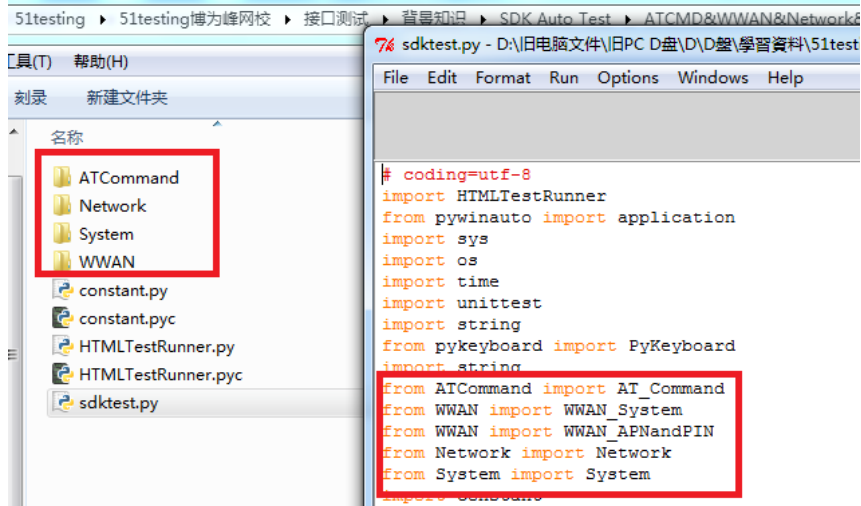 51testing ▸ 51testing博为峰网校 ▸ 接口测试 ▸ 背景知识 ▸ SDK Auto Test ▸ ATCMD&WWAN&Network&
工具(T) 帮助(H)
刻录 新建文件夹
名称
ATCommand
Network
System
WWAN
constant.py
constant.pyc
HTMLTestRunner.py
HTMLTestRunner.pyc
sdktest.py
sdktest.py - D:\旧电脑文件\旧PC D盘\D\D盤\學習資料\51test
File Edit Format Run Options Windows Help
# coding=utf-8
import HTMLTestRunner
from pywinauto import application
import sys
import os
import time
import unittest
import string
from pykeyboard import PyKeyboard
import string
from ATCommand import AT_Command
from WWAN import WWAN_System
from WWAN import WWAN_APNandPIN
from Network import Network
from System import System
import constant